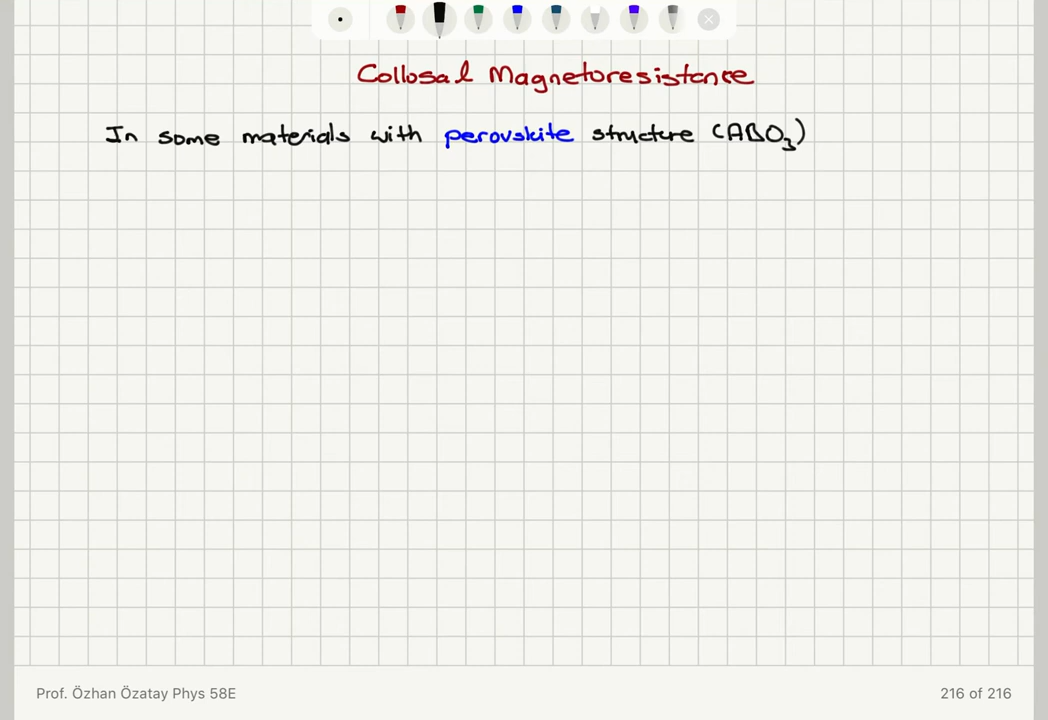 Collosal Magnetoresistance
In some materials with perovskite structure (ABO₃)
Prof. Özhan Özatay Phys 58E
216 of 216